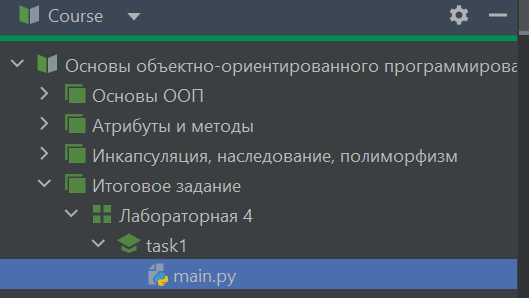 Course
Основы объектно-ориентированного программирова
Основы ООП
Атрибуты и методы
Инкапсуляция, наследование, полиморфизм
Итоговое задание
Лабораторная 4
task1
main.py